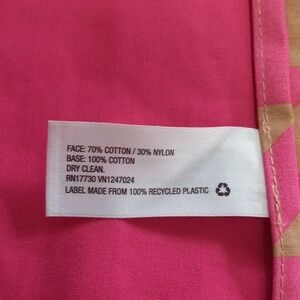 FACE: 70% COTTON / 30% NYLON
BASE: 100% COTTON
DRY CLEAN.
RN17730 VN1247024
LABEL MADE FROM 100% RECYCLED PLASTIC